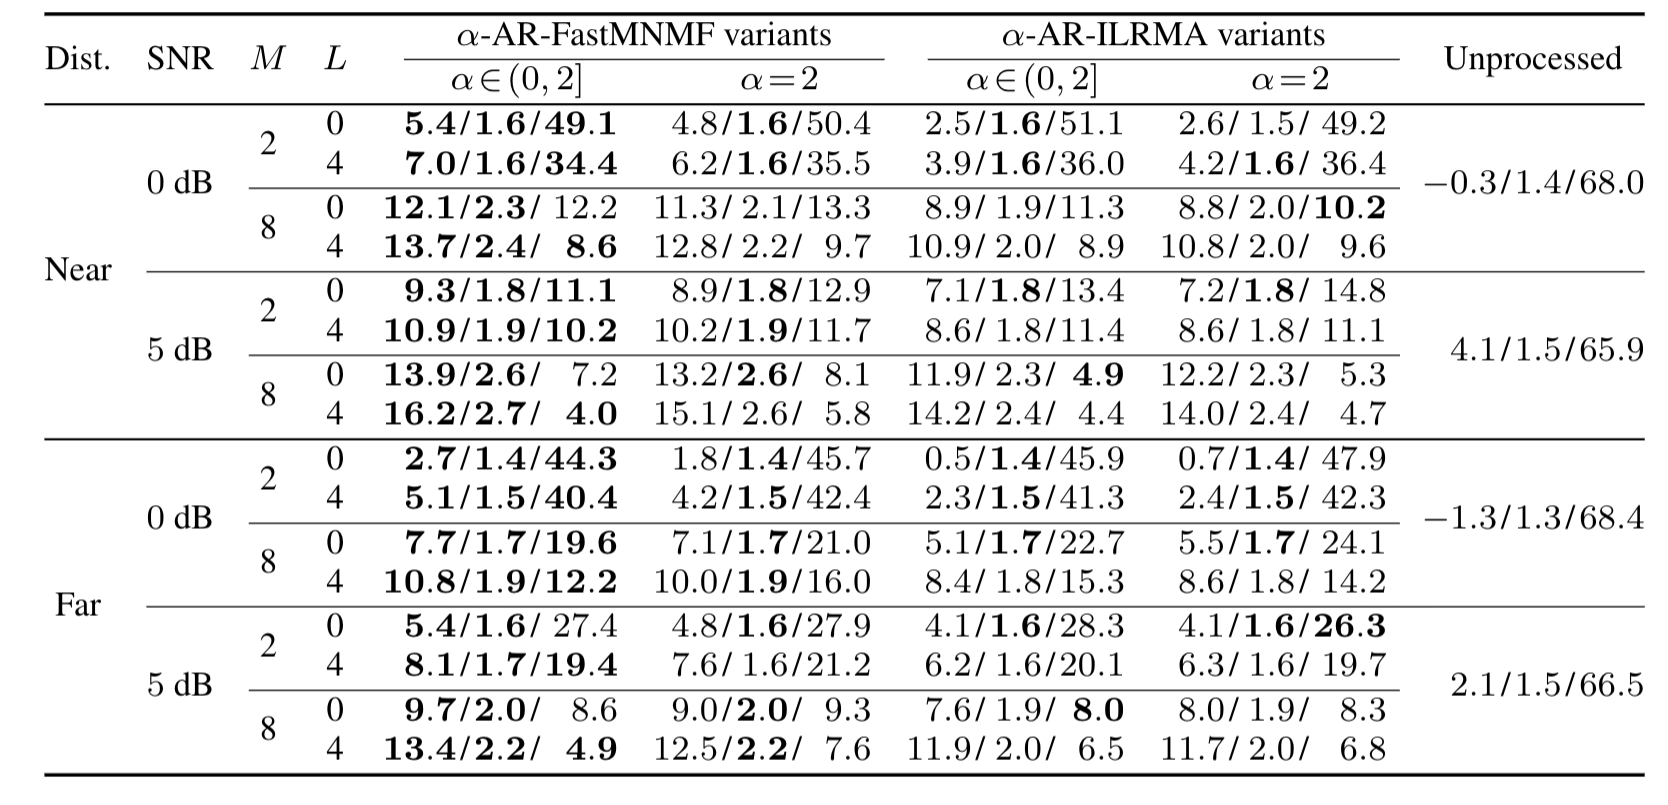 Dist. SNR M L α-AR-FastMNMF variants α-AR-ILRMA variants Unprocessed
α∈(0, 2] α=2 α∈(0, 2] α=2
Near 0 dB 2 0 5.4/1.6/49.1 4.8/1.6/50.4 2.5/1.6/51.1 2.6/ 1.5/ 49.2 −0.3/1.4/68.0
4 7.0/1.6/34.4 6.2/1.6/35.5 3.9/1.6/36.0 4.2/1.6/ 36.4
8 0 12.1/2.3/ 12.2 11.3/ 2.1/13.3 8.9/ 1.9/11.3 8.8/ 2.0/10.2
4 13.7/2.4/ 8.6 12.8/ 2.2/ 9.7 10.9/ 2.0/ 8.9 10.8/ 2.0/ 9.6
5 dB 2 0 9.3/1.8/11.1 8.9/1.8/12.9 7.1/1.8/13.4 7.2/1.8/ 14.8 4.1/1.5/65.9
4 10.9/1.9/10.2 10.2/1.9/11.7 8.6/ 1.8/11.4 8.6/ 1.8/ 11.1
8 0 13.9/2.6/ 7.2 13.2/2.6/ 8.1 11.9/ 2.3/ 4.9 12.2/ 2.3/ 5.3
4 16.2/2.7/ 4.0 15.1/ 2.6/ 5.8 14.2/ 2.4/ 4.4 14.0/ 2.4/ 4.7
Far 0 dB 2 0 2.7/1.4/44.3 1.8/1.4/45.7 0.5/1.4/45.9 0.7/1.4/ 47.9 −1.3/1.3/68.4
4 5.1/1.5/40.4 4.2/1.5/42.4 2.3/1.5/41.3 2.4/1.5/ 42.3
8 0 7.7/1.7/19.6 7.1/1.7/21.0 5.1/1.7/22.7 5.5/1.7/ 24.1
4 10.8/1.9/12.2 10.0/1.9/16.0 8.4/ 1.8/15.3 8.6/ 1.8/ 14.2
5 dB 2 0 5.4/1.6/ 27.4 4.8/1.6/27.9 4.1/1.6/28.3 4.1/1.6/26.3 2.1/1.5/66.5
4 8.1/1.7/19.4 7.6/ 1.6/21.2 6.2/ 1.6/20.1 6.3/ 1.6/ 19.7
8 0 9.7/2.0/ 8.6 9.0/2.0/ 9.3 7.6/ 1.9/ 8.0 8.0/ 1.9/ 8.3
4 13.4/2.2/ 4.9 12.5/2.2/ 7.6 11.9/ 2.0/ 6.5 11.7/ 2.0/ 6.8